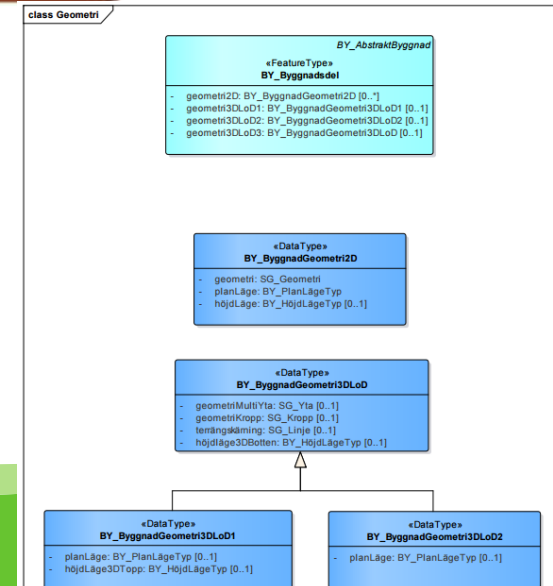 class Geometri
BY_AbstraktByggnad
«FeatureType»
BY_Byggnadsdel
- geometri2D: BY_ByggnadGeometri2D [0..*]
- geometri3DLoD1: BY_ByggnadGeometri3DLoD1 [0..1]
- geometri3DLoD2: BY_ByggnadGeometri3DLoD2 [0..1]
- geometri3DLoD3: BY_ByggnadGeometri3DLoD [0..1]
«DataType»
BY_ByggnadGeometri2D
- geometri: SG_Geometri
- planLäge: BY_PlanLägeTyp
- höjdLäge: BY_HöjdLägeTyp [0..1]
«DataType»
BY_ByggnadGeometri3DLoD
- geometriMultiYta: SG_Yta [0..1]
- geometriKropp: SG_Kropp [0..1]
- terrängskärning: SG_Linje [0..1]
- höjdläge3DBotten: BY_HöjdLägeTyp [0..1]
«DataType»
BY_ByggnadGeometri3DLoD1
- planLäge: BY_PlanLägeTyp [0..1]
- höjdLäge3DTopp: BY_HöjdLägeTyp [0..1]
«DataType»
BY_ByggnadGeometri3DLoD2
- planLäge: BY_PlanLägeTyp [0..1]